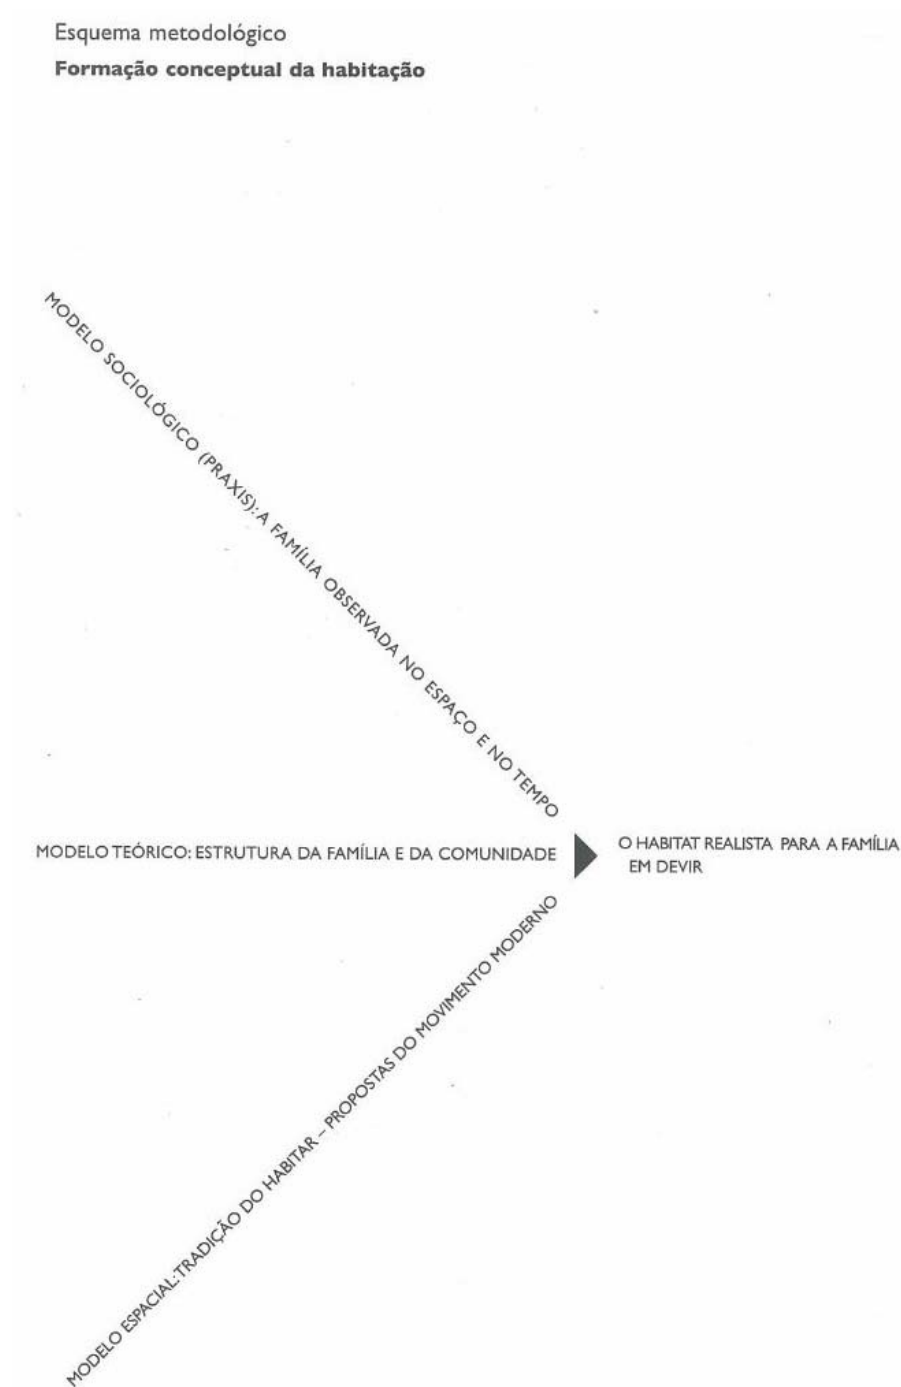 Esquema metodológico
Formação conceptual da habitação
MODELO SOCIOLÓGICO (PRAXIS): A FAMÍLIA OBSERVADA NO ESPAÇO E NO TEMPO
MODELO TEÓRICO: ESTRUTURA DA FAMÍLIA E DA COMUNIDADE
O HABITAT REALISTA PARA A FAMÍLIA
EM DEVIR
MODELO ESPACIAL: TRADIÇÃO DO HABITAR – PROPOSTAS DO MOVIMENTO MODERNO